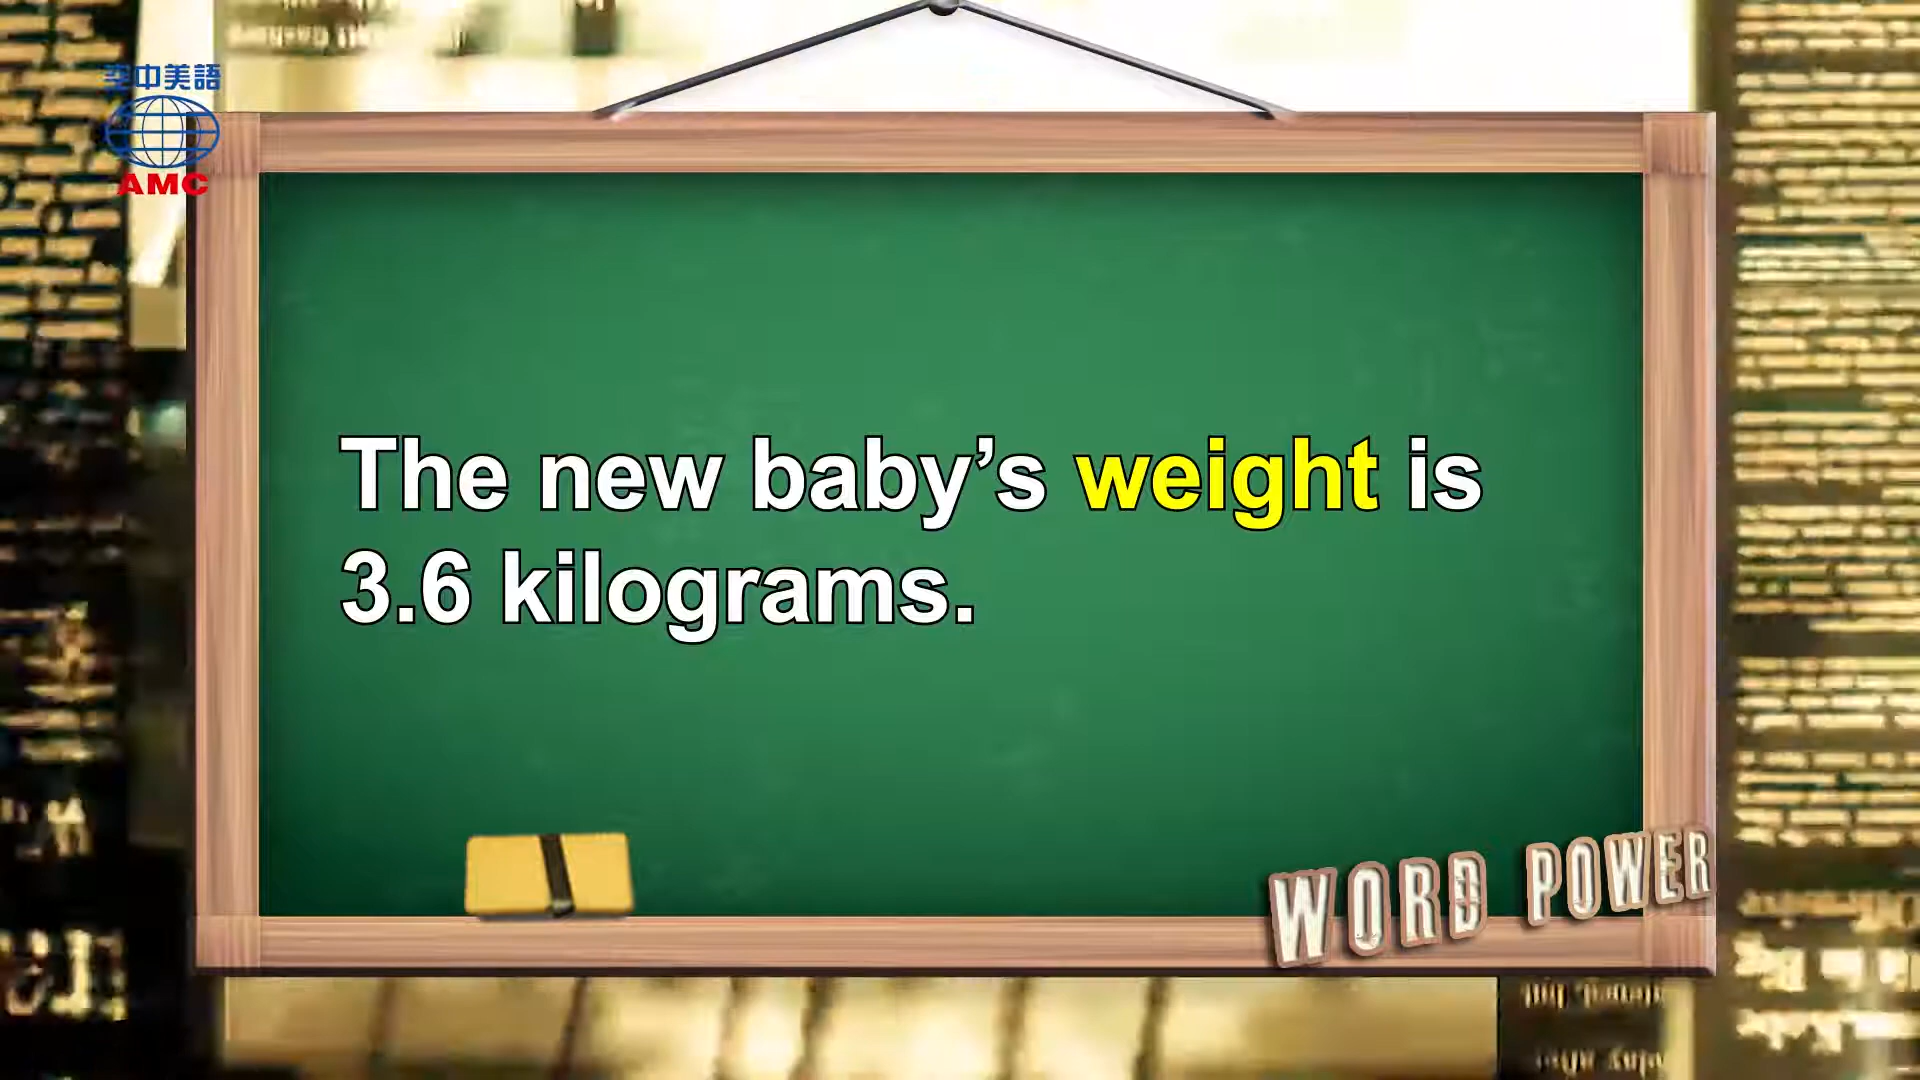 空中美語
AMC
The new baby’s weight is
3.6 kilograms.
WORD POWER